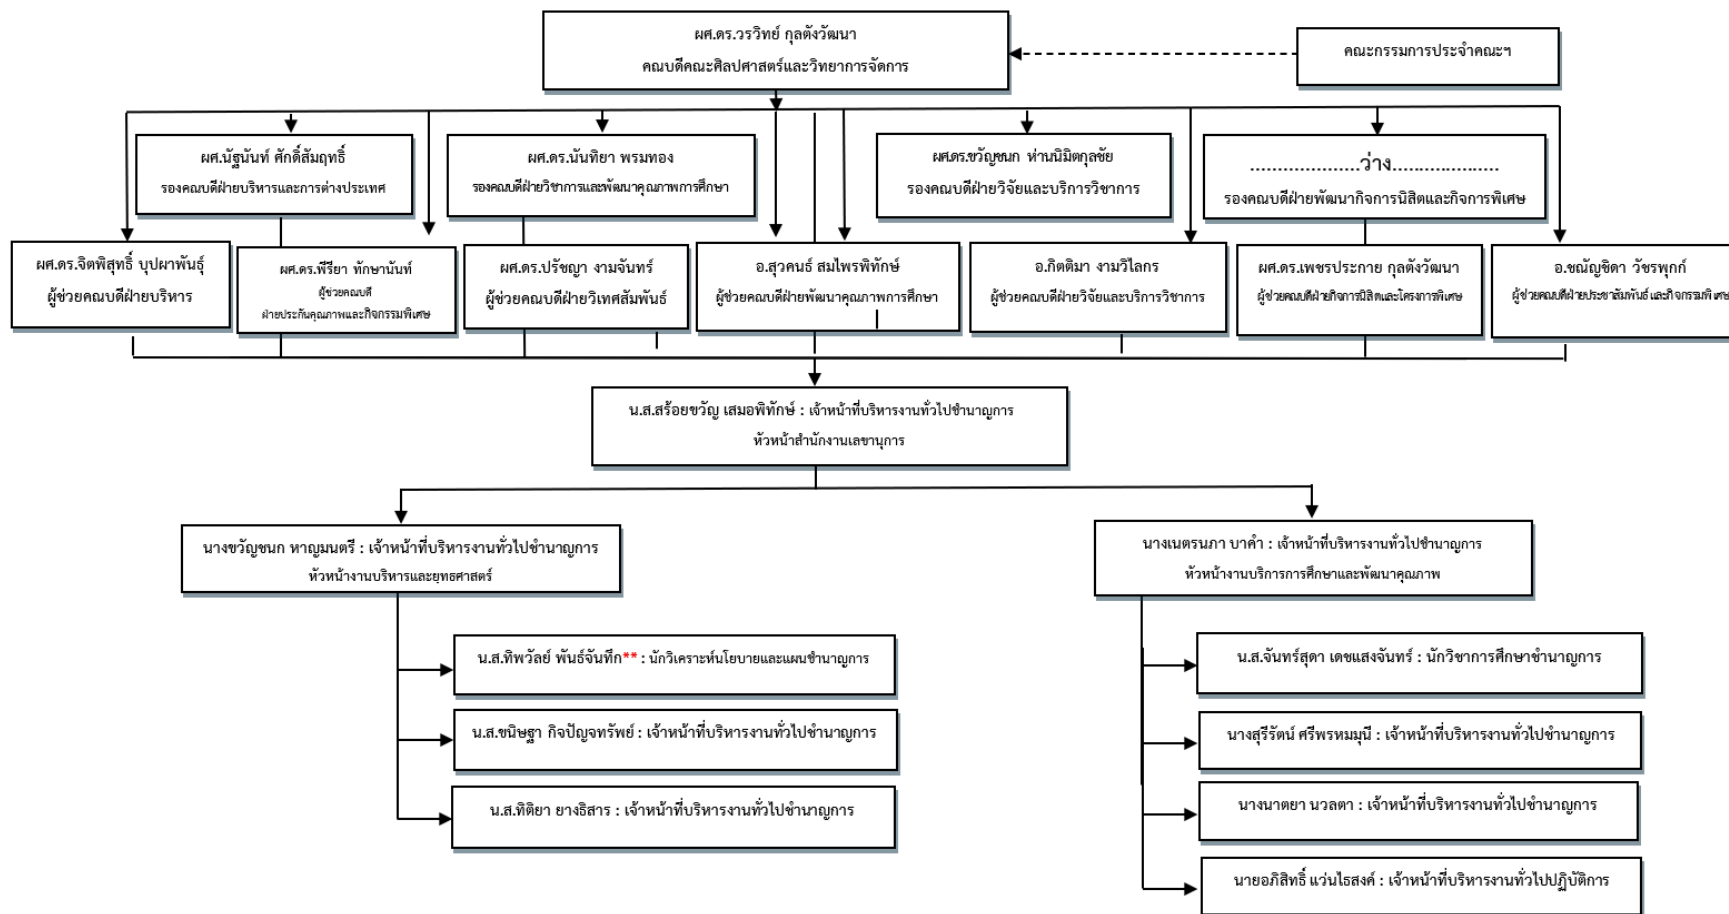 ผศ.ดร.วรวิทย์ กุลตังวัฒนา
คณบดีคณะศิลปศาสตร์และวิทยาการจัดการ
คณะกรรมการประจำคณะฯ
ผศ.นัฐนันท์ ศักดิ์สัมฤทธิ์
รองคณบดีฝ่ายบริหารและการต่างประเทศ
ผศ.ดร.นันทิยา พรมทอง
รองคณบดีฝ่ายวิชาการและพัฒนาคุณภาพการศึกษา
ผศ.ดร.ขวัญชนก ห่านนิมิตกุลชัย
รองคณบดีฝ่ายวิจัยและบริการวิชาการ
.....................ว่าง....................
รองคณบดีฝ่ายพัฒนากิจการนิสิตและกิจการพิเศษ
ผศ.ดร.จิตพิสุทธิ์ บุปผาพันธุ์
ผู้ช่วยคณบดีฝ่ายบริหาร
ผศ.ดร.พีรียา ทักษานันท์
ผู้ช่วยคณบดี
ฝ่ายประกันคุณภาพและกิจกรรมพิเศษ
ผศ.ดร.ปรัชญา งามจันทร์
ผู้ช่วยคณบดีฝ่ายวิเทศสัมพันธ์
อ.สุวคนธ์ สมไพรพิทักษ์
ผู้ช่วยคณบดีฝ่ายพัฒนาคุณภาพการศึกษา
อ.กิตติมา งามวิไลกร
ผู้ช่วยคณบดีฝ่ายวิจัยและบริการวิชาการ
ผศ.ดร.เพชรประกาย กุลตังวัฒนา
ผู้ช่วยคณบดีฝ่ายกิจการนิสิตและโครงการพิเศษ
อ.ชณัญชิดา วัชรพุกก์
ผู้ช่วยคณบดีฝ่ายประชาสัมพันธ์และกิจกรรมพิเศษ
น.ส.สร้อยขวัญ เสมอพิทักษ์ : เจ้าหน้าที่บริหารงานทั่วไปชำนาญการ
หัวหน้าสำนักงานเลขานุการ
นางขวัญชนก หาญมนตรี : เจ้าหน้าที่บริหารงานทั่วไปชำนาญการ
หัวหน้างานบริหารและยุทธศาสตร์
นางเนตรนภา บาคำ : เจ้าหน้าที่บริหารงานทั่วไปชำนาญการ
หัวหน้างานบริการการศึกษาและพัฒนาคุณภาพ
น.ส.ทิพวัลย์ พันธ์จันทึก** : นักวิเคราะห์นโยบายและแผนชำนาญการ
น.ส.ขนิษฐา กิจปัญจทรัพย์ : เจ้าหน้าที่บริหารงานทั่วไปชำนาญการ
น.ส.ทิติยา ยางธิสาร : เจ้าหน้าที่บริหารงานทั่วไปชำนาญการ
น.ส.จันทร์สุดา เดชแสงจันทร์ : นักวิชาการศึกษาชำนาญการ
นางสุรีรัตน์ ศรีพรหมมุนี : เจ้าหน้าที่บริหารงานทั่วไปชำนาญการ
นางนาตยา นวลตา : เจ้าหน้าที่บริหารงานทั่วไปชำนาญการ
นายอภิสิทธิ์ แว่นไธสงค์ : เจ้าหน้าที่บริหารงานทั่วไปปฏิบัติการ